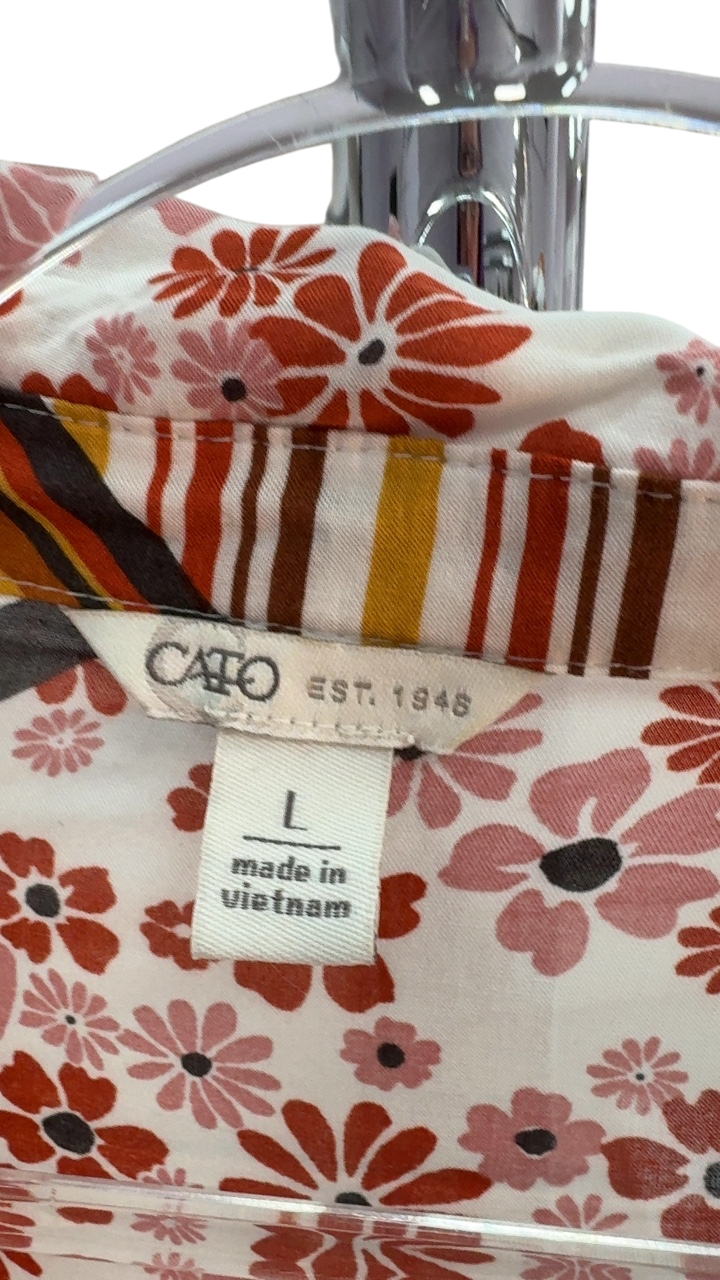 CATO EST. 1946
L
made in
vietnam